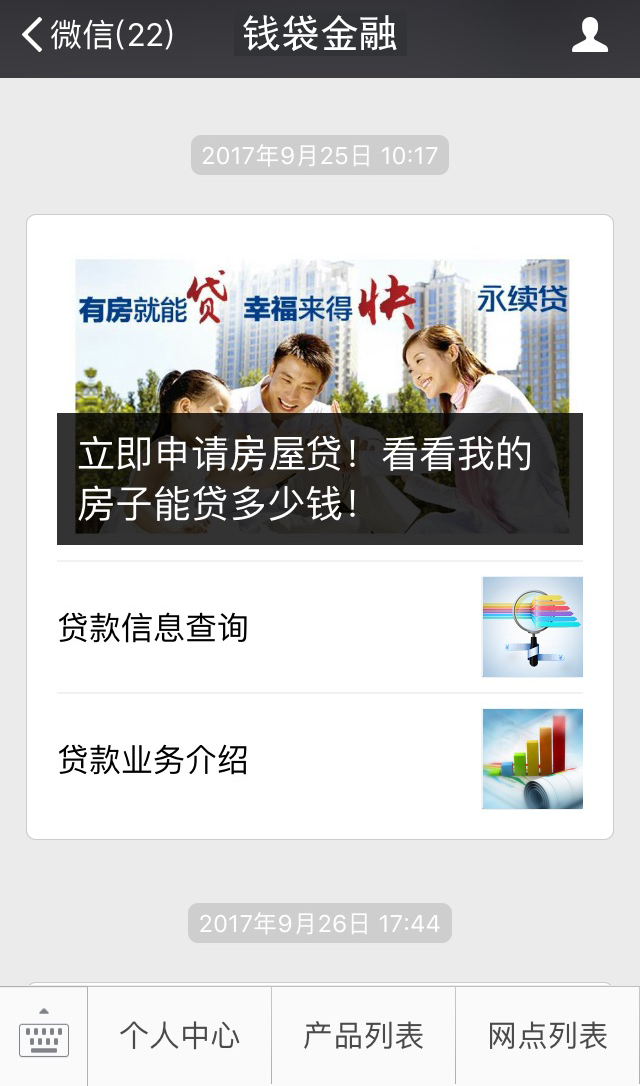 微信(22)
钱袋金融
2017年9月25日 10:17
有房就能贷 幸福来得快 永续贷
立即申请房屋贷！看看我的
房子能贷多少钱！
贷款信息查询
贷款业务介绍
2017年9月26日 17:44
个人中心
产品列表
网点列表